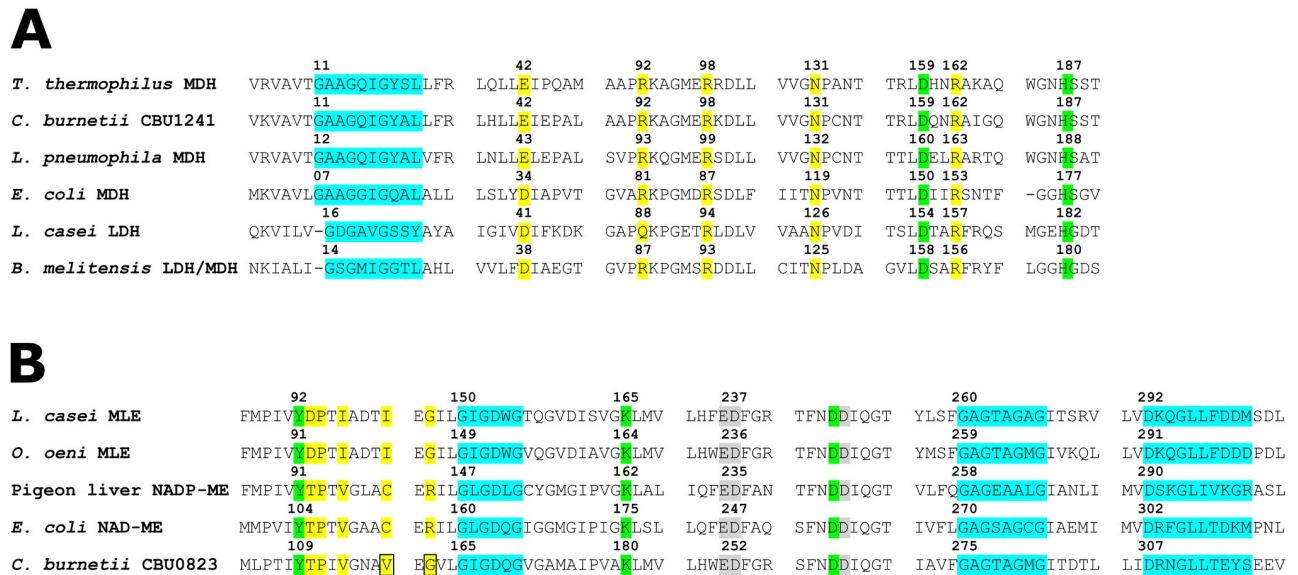 A
11 42 92 98 131 159 162 187
T. thermophilus MDH VRVAVTGAAGQIGYSLLFR LQLLEIPQAM AAPRKAGMERRDLL VVGNPANT TRLDHNRAKAQ WGNHSST
11 42 92 98 131 159 162 187
C. burnetii CBU1241 VKVAVTGAAGQIGYALLFR LHLLEIEPAL AAPRKAGMERKDLL VVGNPCNT TRLDQNRAIGQ WGNHSST
12 43 93 99 132 160 163 188
L. pneumophila MDH VRVAVTGAAGQIGYALVFR LNLLELEPAL SVPRKQGMERSDLL VVGNPCNT TTLDELRARTQ WGNHSAT
07 34 81 87 119 150 153 177
E. coli MDH MKVAVLGAAGGIGQALALL LSLYDIAPVT GVARKPGMDRSDLF IITNPVNT TTLDIIRSNTF -GGHSGV
16 41 88 94 126 154 157 182
L. casei LDH QKVILV-GDGAVGSSYAYA IGIVDIFKDK GAPQKPGETRLDLV VAANPVDI TSLDTARFRQS MGEHGDT
14 38 87 93 125 158 156 180
B. melitensis LDH/MDH NKIALI-GSGMIGGTLAHL VVLFDIAEGT GVPRKPGMSRDDLL CITNPLDA GVLDSARFRYF LGGHGDS
B
92 150 165 237 260 292
L. casei MLE FMPIVYDPTIADTI EGILGIGDWGTQGVDISVGKLMV LHFEDFGR TFNDDIQGT YLSFGAGTAGAGITSRV LVDKQGLLFDDMSDL
91 149 164 236 259 291
O. oeni MLE FMPIVYDPTIADTI EGILGIGDWGVQGVDIAVGKLMV LHWEDFGR TFNDDIQGT YMSFGAGTAGMGIVKQL LVDKQGLLFDDDPDL
91 147 162 235 258 290
Pigeon liver NADP-ME FMPIVYTPTVGLAC ERILGLGDLGCYGMGIPVGKLALI IQFEDFAN TFNDDIQGT VLFQGAGEAALGIANLI MVDSKGLIVKGRASL
104 160 175 247 270 302
E. coli NAD-ME MMPVIYTPTVGAAC ERILGLGDQGIGGMGIPIGKLSL LQFEDFAQ SFNDDIQGT IVFLGAGSAGCGIAEMI MVDRFGLLTDKMPNL
109 165 180 252 275 307
C. burnetii CBU0823 MLPTIYTPIVGNAV EGVLGIGDQGVGAMAIPVAKLMV LHWEDFGR TFNDDIQGT IAVFGAGTAGMGITDTL LIDRNGLLTEYSEEV